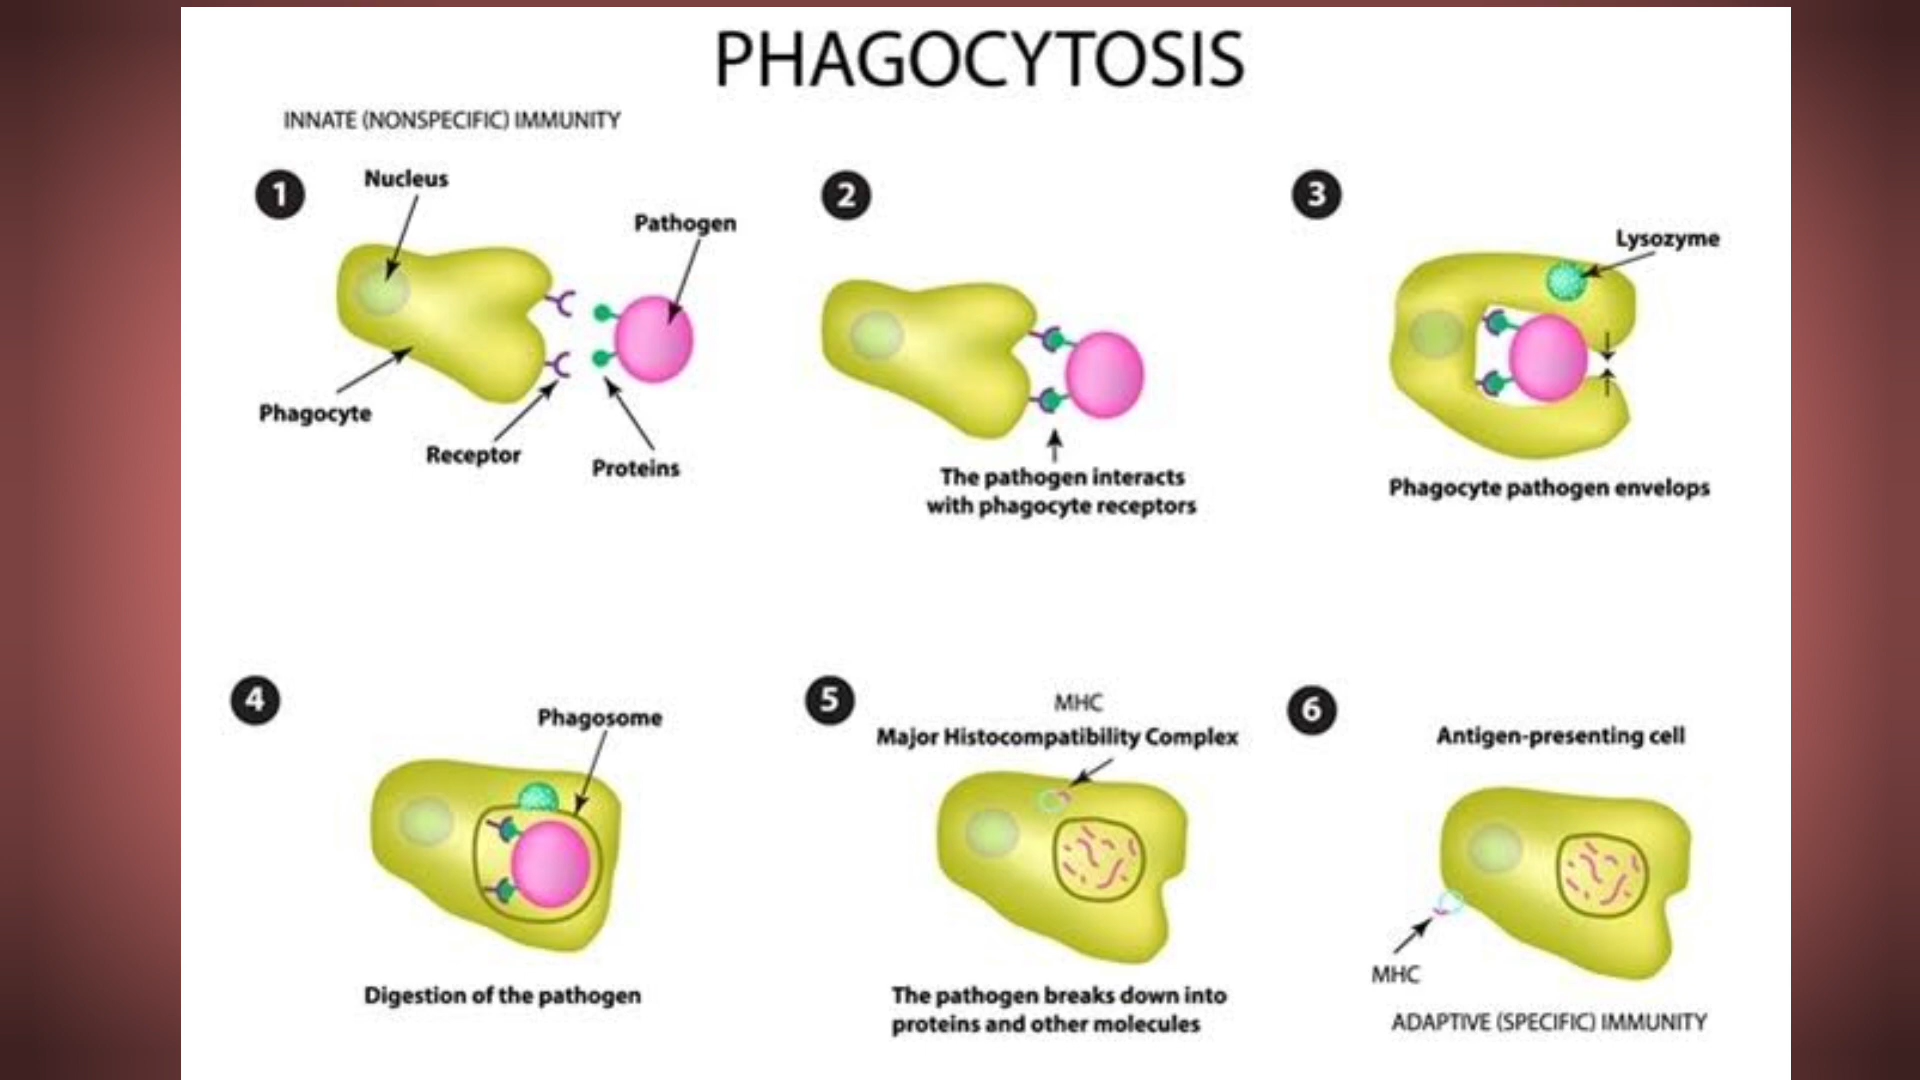 PHAGOCYTOSIS
INNATE (NONSPECIFIC) IMMUNITY
1
Nucleus
Pathogen
Phagocyte
Receptor
Proteins
2
The pathogen interacts
with phagocyte receptors
3
Lysozyme
Phagocyte pathogen envelops
4
Phagosome
Digestion of the pathogen
5
MHC
Major Histocompatibility Complex
The pathogen breaks down into
proteins and other molecules
6
Antigen-presenting cell
MHC
ADAPTIVE (SPECIFIC) IMMUNITY